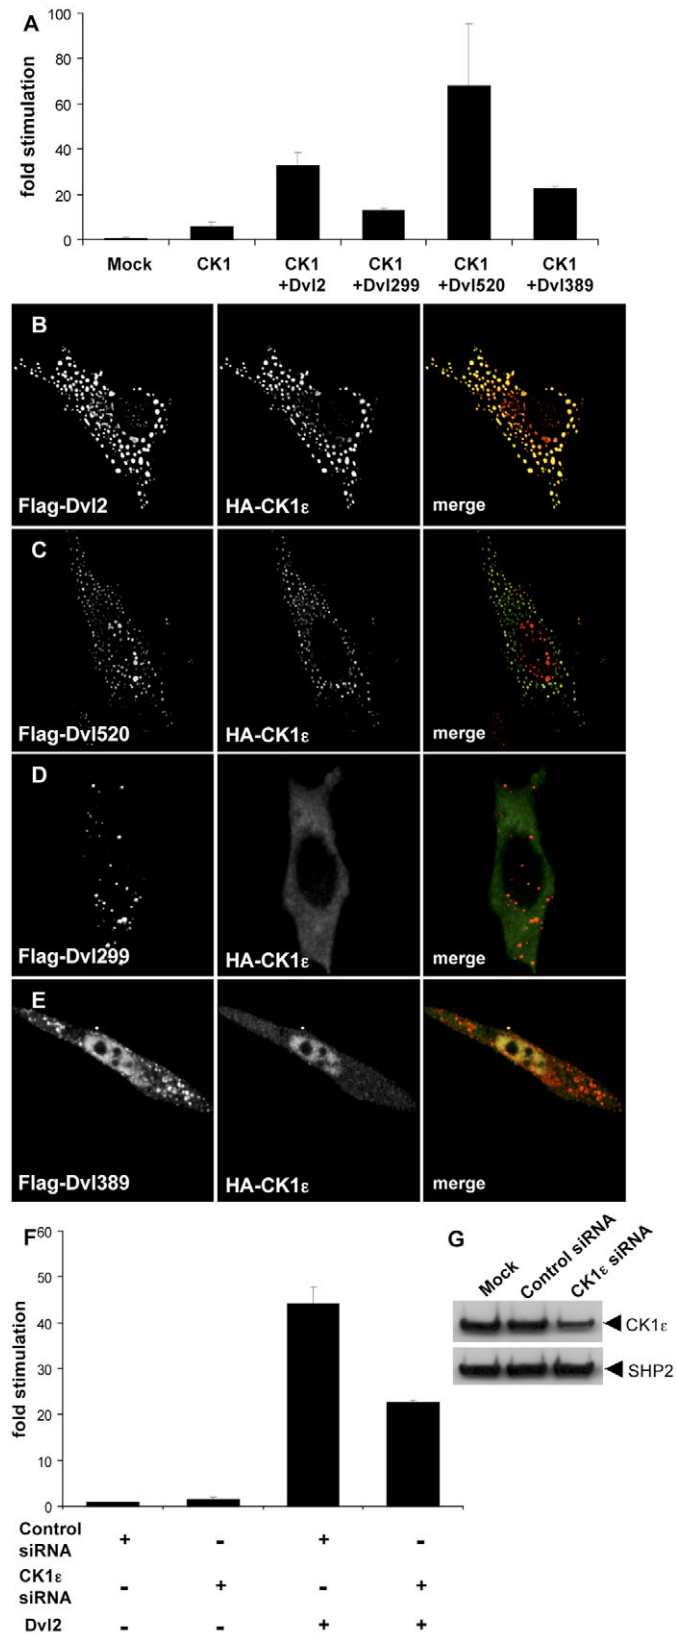 A
fold stimulation
100
80
60
40
20
0
Mock
CK1
CK1
+Dvl2
CK1
+Dvl299
CK1
+Dvl520
CK1
+Dvl389
B
Flag-Dvl2
HA-CK1ε
merge
C
Flag-Dvl520
HA-CK1ε
merge
D
Flag-Dvl299
HA-CK1ε
merge
E
Flag-Dvl389
HA-CK1ε
merge
F
fold stimulation
60
50
40
30
20
10
0
Control
siRNA
+ - + -
CK1ε
siRNA
- + - +
Dvl2
- - + +
G
Mock
Control siRNA
CK1ε siRNA
CK1ε
SHP2